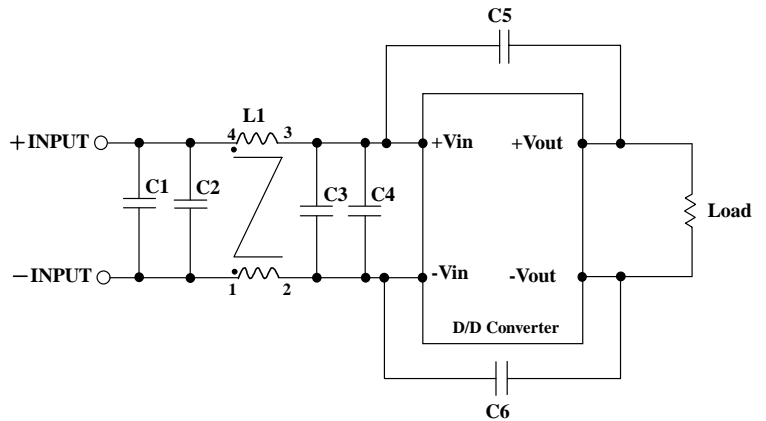 C5
L1
4 3
+INPUT
+Vin
+Vout
C1
C2
C3
C4
Load
−INPUT
1 2
-Vin
-Vout
D/D Converter
C6